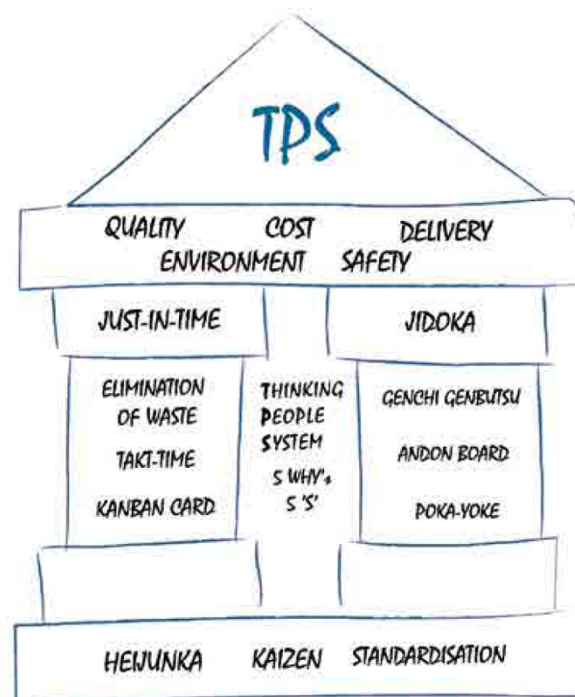 TPS
QUALITY COST DELIVERY
ENVIRONMENT SAFETY
JUST-IN-TIME
JIDOKA
ELIMINATION
OF WASTE
TAKT-TIME
KANBAN CARD
THINKING
PEOPLE
SYSTEM
5 WHY's
5 'S'
GENCHI GENBUTSU
ANDON BOARD
POKA-YOKE
HEIJUNKA KAIZEN STANDARDISATION